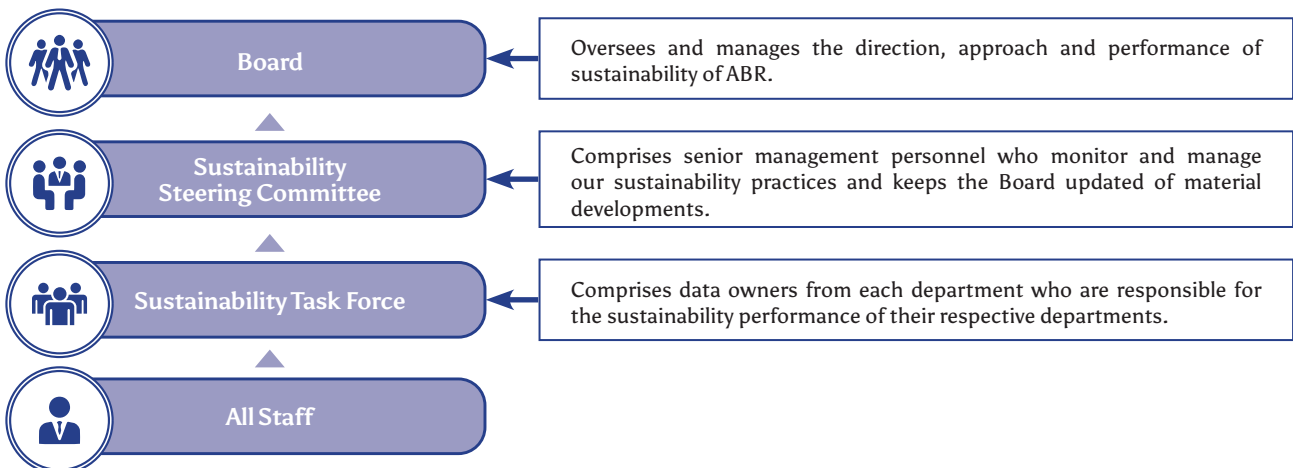 Board
Oversees and manages the direction, approach and performance of
sustainability of ABR.
Sustainability
Steering Committee
Comprises senior management personnel who monitor and manage
our sustainability practices and keeps the Board updated of material
developments.
Sustainability Task Force
Comprises data owners from each department who are responsible for
the sustainability performance of their respective departments.
All Staff